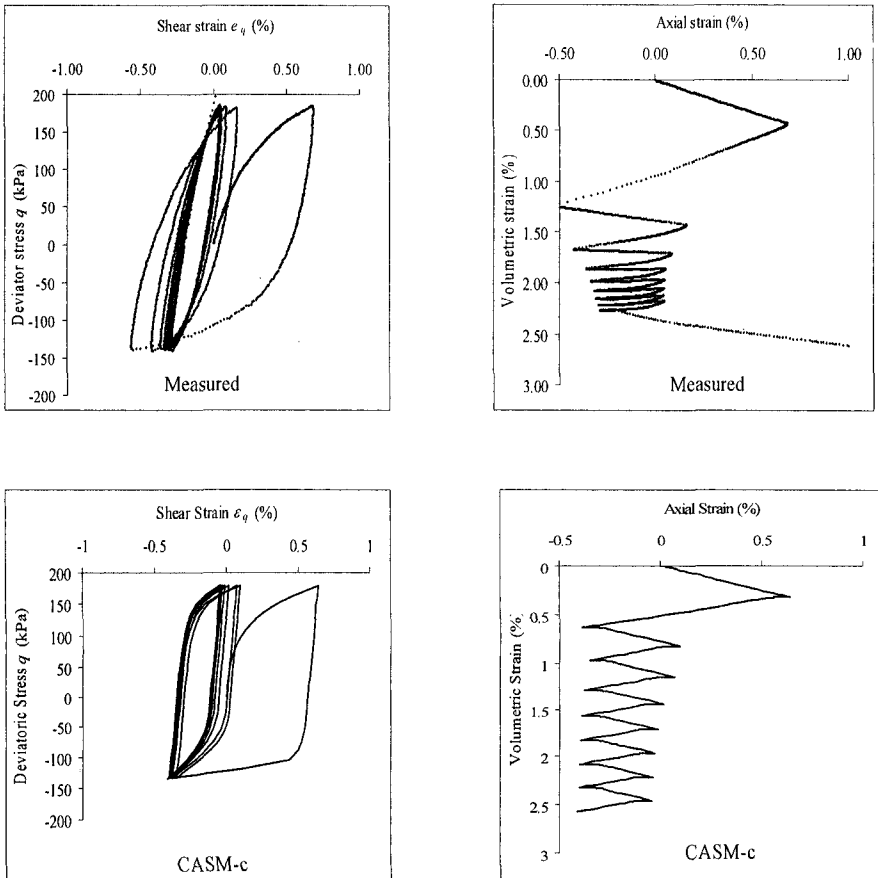 Shear strain e q (%)
-1.00 -0.50 0.00 0.50 1.00
200
150
100
50
0
-50
-100
-150
-200
Deviator stress q (kPa)
Measured
Axial strain (%)
-0.50 0.00 0.50 1.00
0.00
0.50
1.00
1.50
2.00
2.50
3.00
Volumetric strain (%)
Measured
Shear Strain ε q (%)
-1 -0.5 0 0.5 1
200
150
100
50
0
-50
-100
-150
-200
Deviatoric Stress q (kPa)
CASM-c
Axial Strain (%)
-0.5 0 0.5 1
0
0.5
1
1.5
2
2.5
3
Volumetric Strain (%)
CASM-c